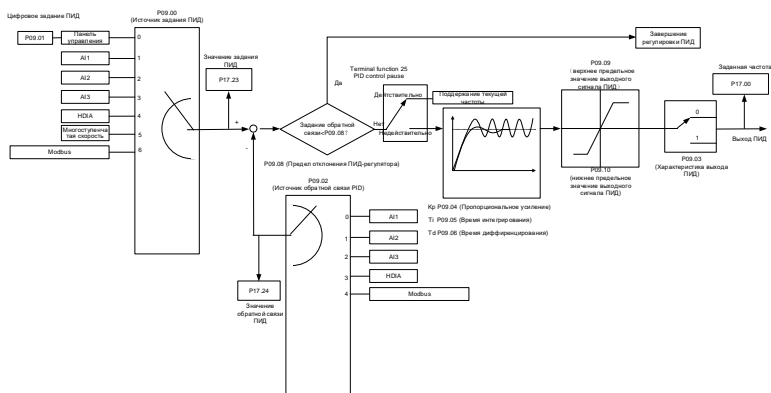 Цифровое задание ПИД
P09.00
(Источник задания ПИД)
P09.01
Панель
управления
0
AI1
1
AI2
2
AI3
3
HDIA
4
Многоступенча
тая скорость
5
Modbus
6
Значение задания
ПИД
P17.23
+
-
Да
Задание обратной
связи<P09.08?
Нет
P09.08 (Предел отклонения ПИД-регулятора)
Terminal function 25
PID control pause
Действительно
Недействительно
Поддержание текущей
частоты
Завершение
регулировки ПИД
P09.09
(верхнее предельное
значение выходного
сигнала ПИД)
P09.10
(нижнее предельное
значение выходного
сигнала ПИД)
Заданная частота
P17.00
0
1
Выход ПИД
P09.03
(Характеристика выхода
ПИД)
Kp P09.04 (Пропорциональное усиление)
Ti P09.05 (Время интегрирования)
Td P09.06 (Время дифференцирования)
P09.02
(Источник обратной связи PID)
0
AI1
1
AI2
2
AI3
3
HDIA
4
Modbus
P17.24
Значение
обратной связи
ПИД